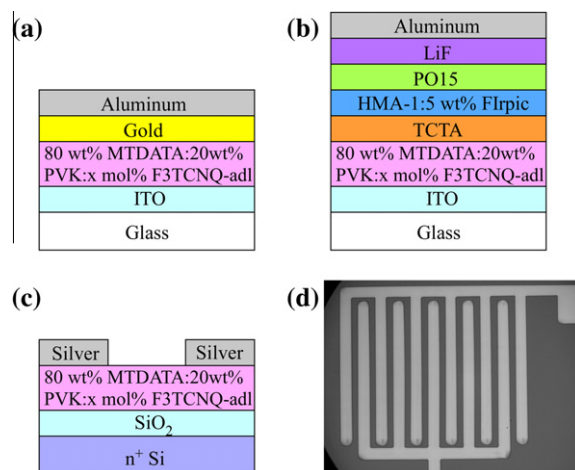 (a)
Aluminum
Gold
80 wt% MTDATA:20wt%
PVK:x mol% F3TCNQ-adl
ITO
Glass
(b)
Aluminum
LiF
PO15
HMA-1:5 wt% FIrpic
TCTA
80 wt% MTDATA:20wt%
PVK:x mol% F3TCNQ-adl
ITO
Glass
(c)
Silver Silver
80 wt% MTDATA:20wt%
PVK:x mol% F3TCNQ-adl
SiO₂
n⁺ Si
(d)